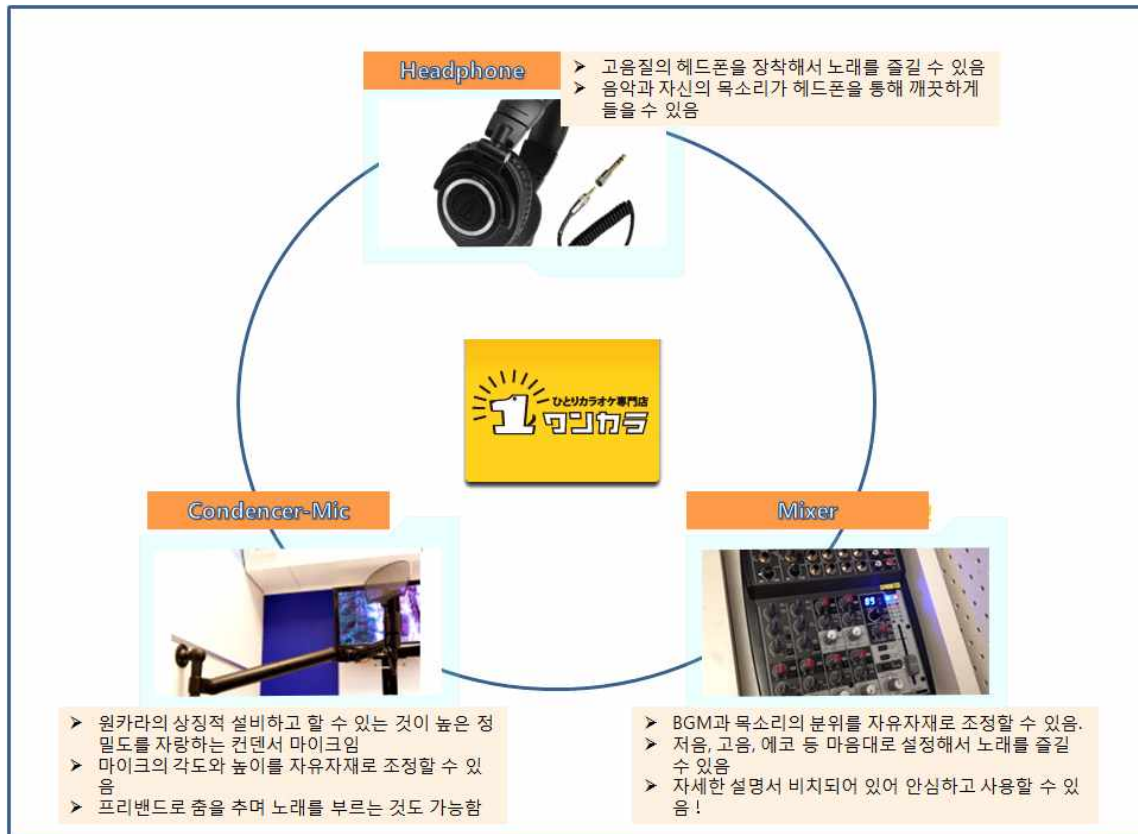 Headphone
➢ 고음질의 헤드폰을 장착해서 노래를 즐길 수 있음
➢ 음악과 자신의 목소리가 헤드폰을 통해 깨끗하게
들을 수 있음
1
ひとりカラオケ専門店
ワンカラ
Condencer-Mic
➢ 원카라의 상징적 설비하고 할 수 있는 것이 높은 정
밀도를 자랑하는 컨덴서 마이크임
➢ 마이크의 각도와 높이를 자유자재로 조정할 수 있
음
➢ 프리밴드로 춤을 추며 노래를 부르는 것도 가능함
Mixer
89
➢ BGM과 목소리의 분위를 자유자재로 조정할 수 있음.
➢ 저음, 고음, 에코 등 마음대로 설정해서 노래를 즐길
수 있음
➢ 자세한 설명서 비치되어 있어 안심하고 사용할 수 있
음 !